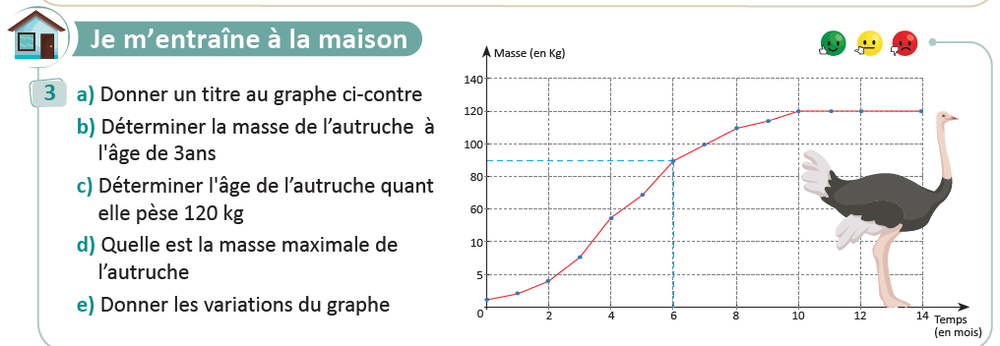 Je m'entraîne à la maison
3 a) Donner un titre au graphe ci-contre
b) Déterminer la masse de l'autruche à
l'âge de 3ans
c) Déterminer l'âge de l'autruche quant
elle pèse 120 kg
d) Quelle est la masse maximale de
l'autruche
e) Donner les variations du graphe
Masse (en Kg)
140
120
100
80
60
10
5
0 2 4 6 8 10 12 14 Temps
(en mois)